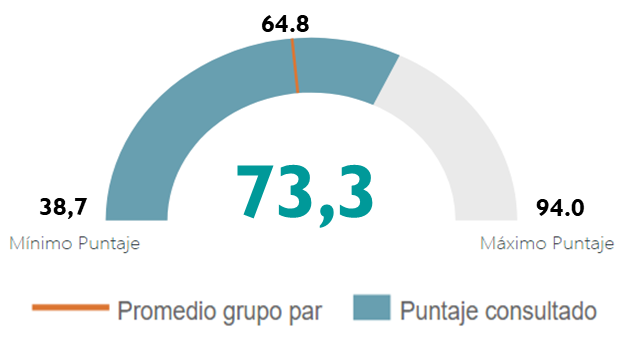 64.8
73,3
38,7
94.0
Mínimo Puntaje
Máximo Puntaje
Promedio grupo par
Puntaje consultado